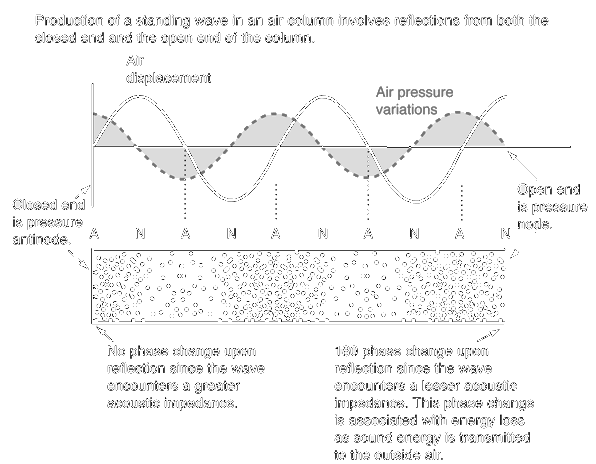 Production of a standing wave in an air column involves reflections from both the
closed end and the open end of the column.
Air
displacement
Air pressure
variations
Closed end
is pressure
antinode.
Open end
is pressure
node.
A N A N A N A N A N
No phase change upon
reflection since the wave
encounters a greater
acoustic impedance.
180 phase change upon
reflection since the wave
encounters a lesser acoustic
impedance. This phase change
is associated with energy loss
as sound energy is transmitted
to the outside air.